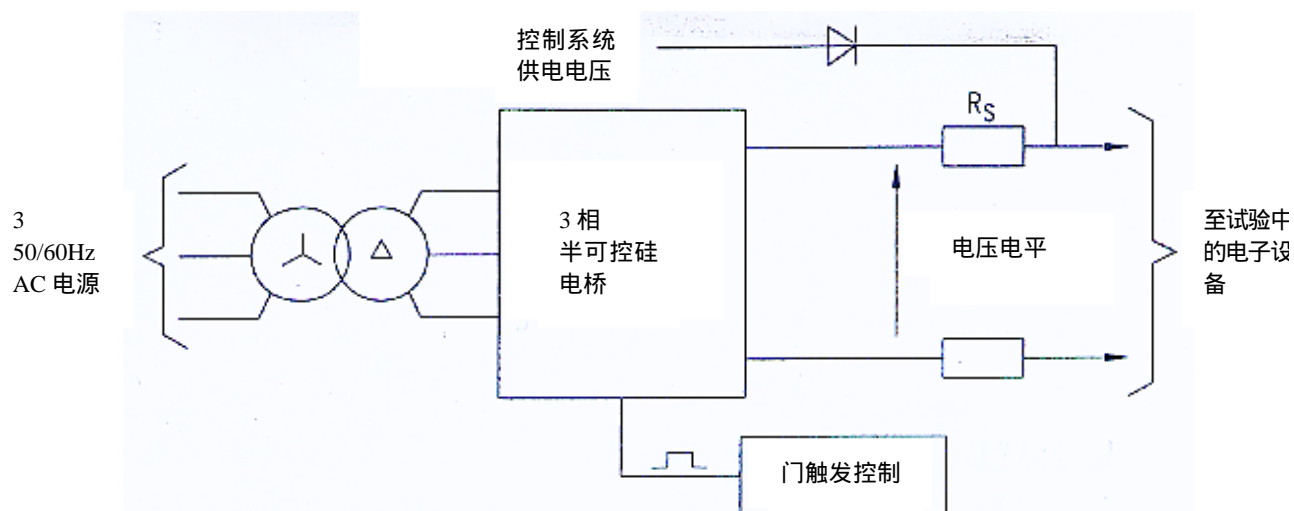 控制系统
供电电压
R_S
3
50/60Hz
AC 电源
3 相
半可控硅
电桥
电压电平
至试验中
的电子设
备
门触发控制